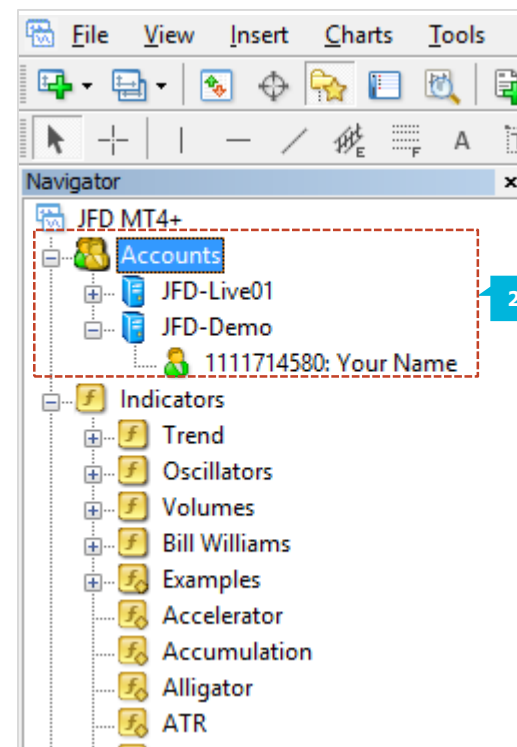 File View Insert Charts Tools
E F A
Navigator x
JFD MT4+
Accounts
JFD-Live01
2
JFD-Demo
1111714580: Your Name
Indicators
Trend
Oscillators
Volumes
Bill Williams
Examples
Accelerator
Accumulation
Alligator
ATR